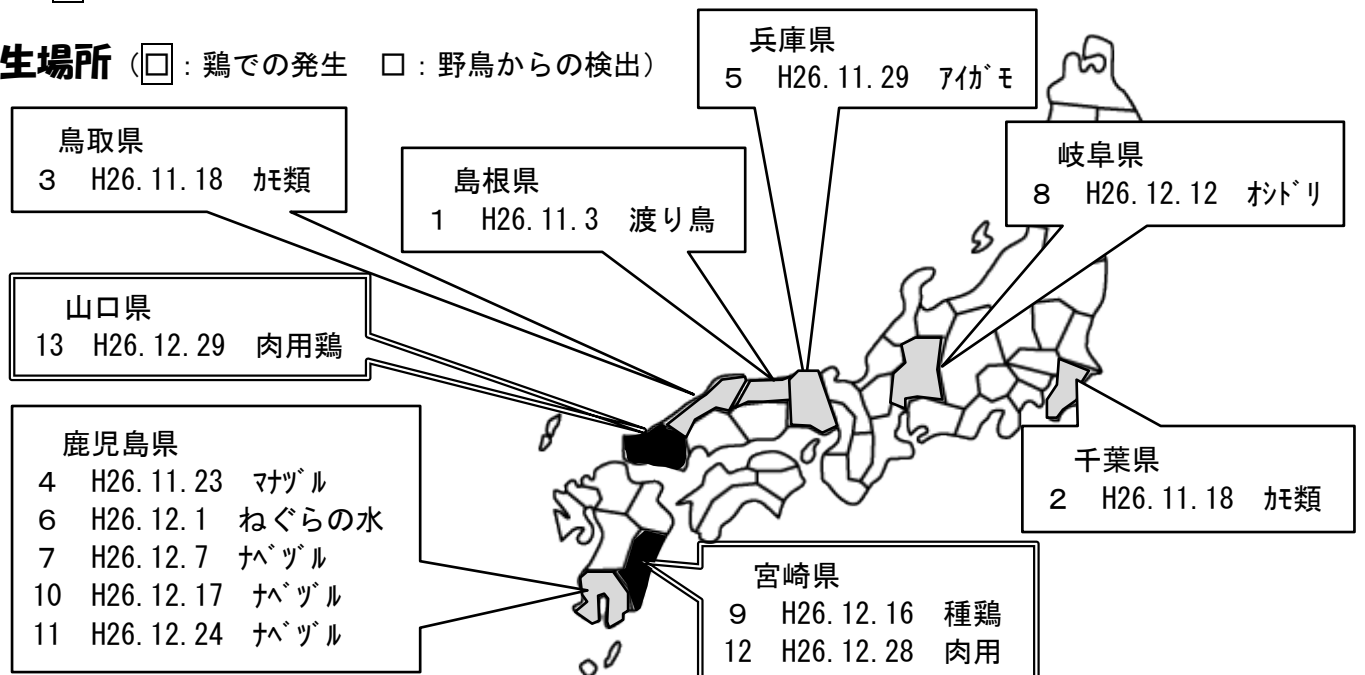 生場所（口：鶏での発生　口：野鳥からの検出）
兵庫県
5　H26.11.29　ｱｲｶﾞﾓ
鳥取県
3　H26.11.18　ｶﾓ類
島根県
1　H26.11.3　渡り鳥
岐阜県
8　H26.12.12　ｵｼﾄﾞﾘ
山口県
13　H26.12.29　肉用鶏
鹿児島県
4　H26.11.23　ﾏﾅﾂﾞﾙ
6　H26.12.1　ねぐらの水
7　H26.12.7　ﾅﾍﾞﾂﾞﾙ
10　H26.12.17　ﾅﾍﾞﾂﾞﾙ
11　H26.12.24　ﾅﾍﾞﾂﾞﾙ
千葉県
2　H26.11.18　ｶﾓ類
宮崎県
9　H26.12.16　種鶏
12　H26.12.28　肉用